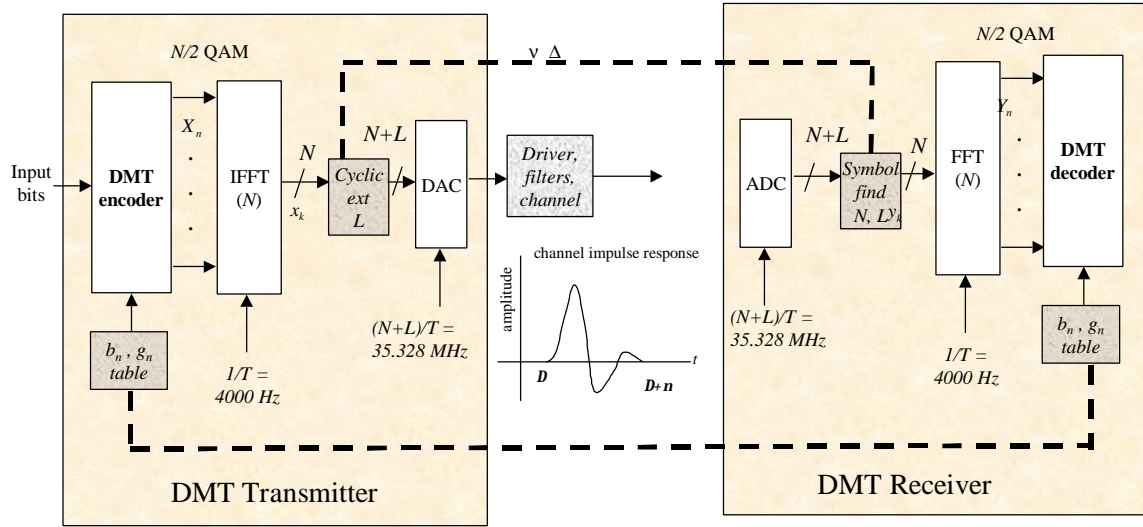 N/2 QAM
Input
bits
DMT
encoder
X_n
IFFT
(N)
N
x_k
Cyclic
ext
L
N+L
DAC
b_n , g_n
table
1/T =
4000 Hz
(N+L)/T =
35.328 MHz
DMT Transmitter
ν Δ
Driver,
filters,
channel
channel impulse response
amplitude
t
D
D+n
N/2 QAM
ADC
N+L
Symbol
find
N, L
y_k
N
FFT
(N)
Y_n
DMT
decoder
(N+L)/T =
35.328 MHz
1/T =
4000 Hz
b_n , g_n
table
DMT Receiver